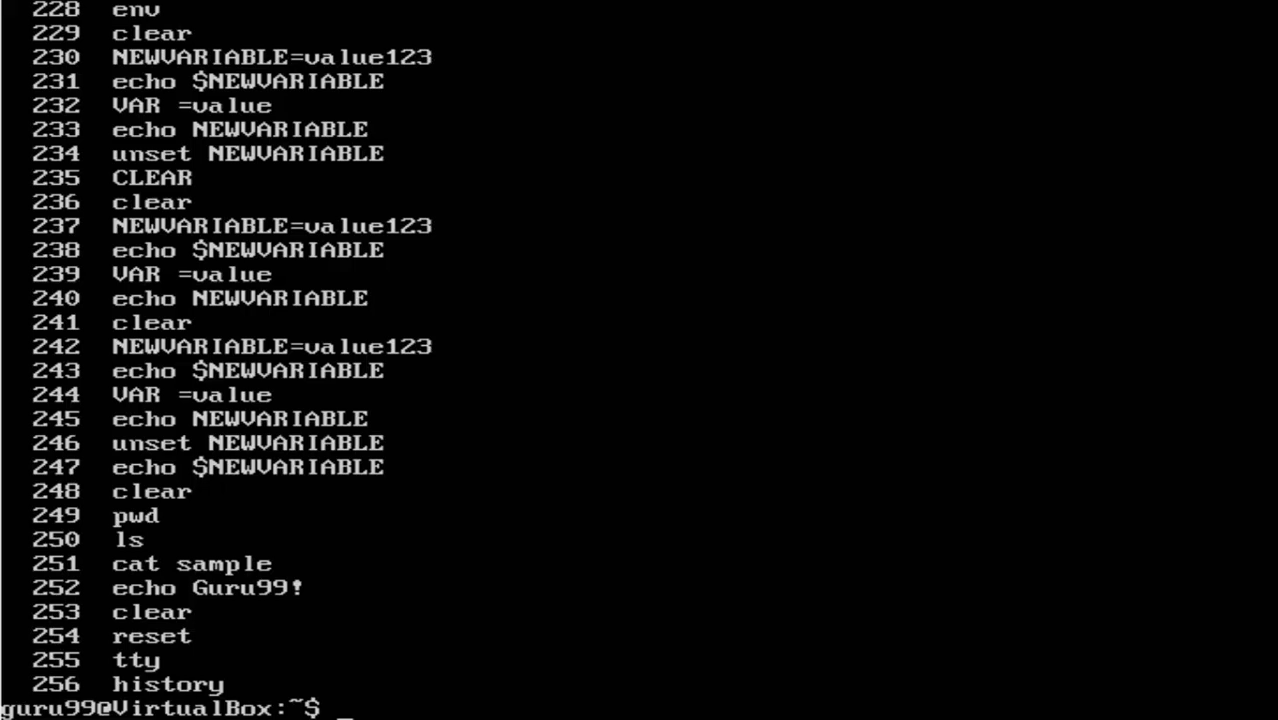 228 env
229 clear
230 NEWVARIABLE=value123
231 echo $NEWVARIABLE
232 VAR =value
233 echo NEWVARIABLE
234 unset NEWVARIABLE
235 CLEAR
236 clear
237 NEWVARIABLE=value123
238 echo $NEWVARIABLE
239 VAR =value
240 echo NEWVARIABLE
241 clear
242 NEWVARIABLE=value123
243 echo $NEWVARIABLE
244 VAR =value
245 echo NEWVARIABLE
246 unset NEWVARIABLE
247 echo $NEWVARIABLE
248 clear
249 pwd
250 ls
251 cat sample
252 echo Guru99!
253 clear
254 reset
255 tty
256 history
guru99@VirtualBox:~$ _